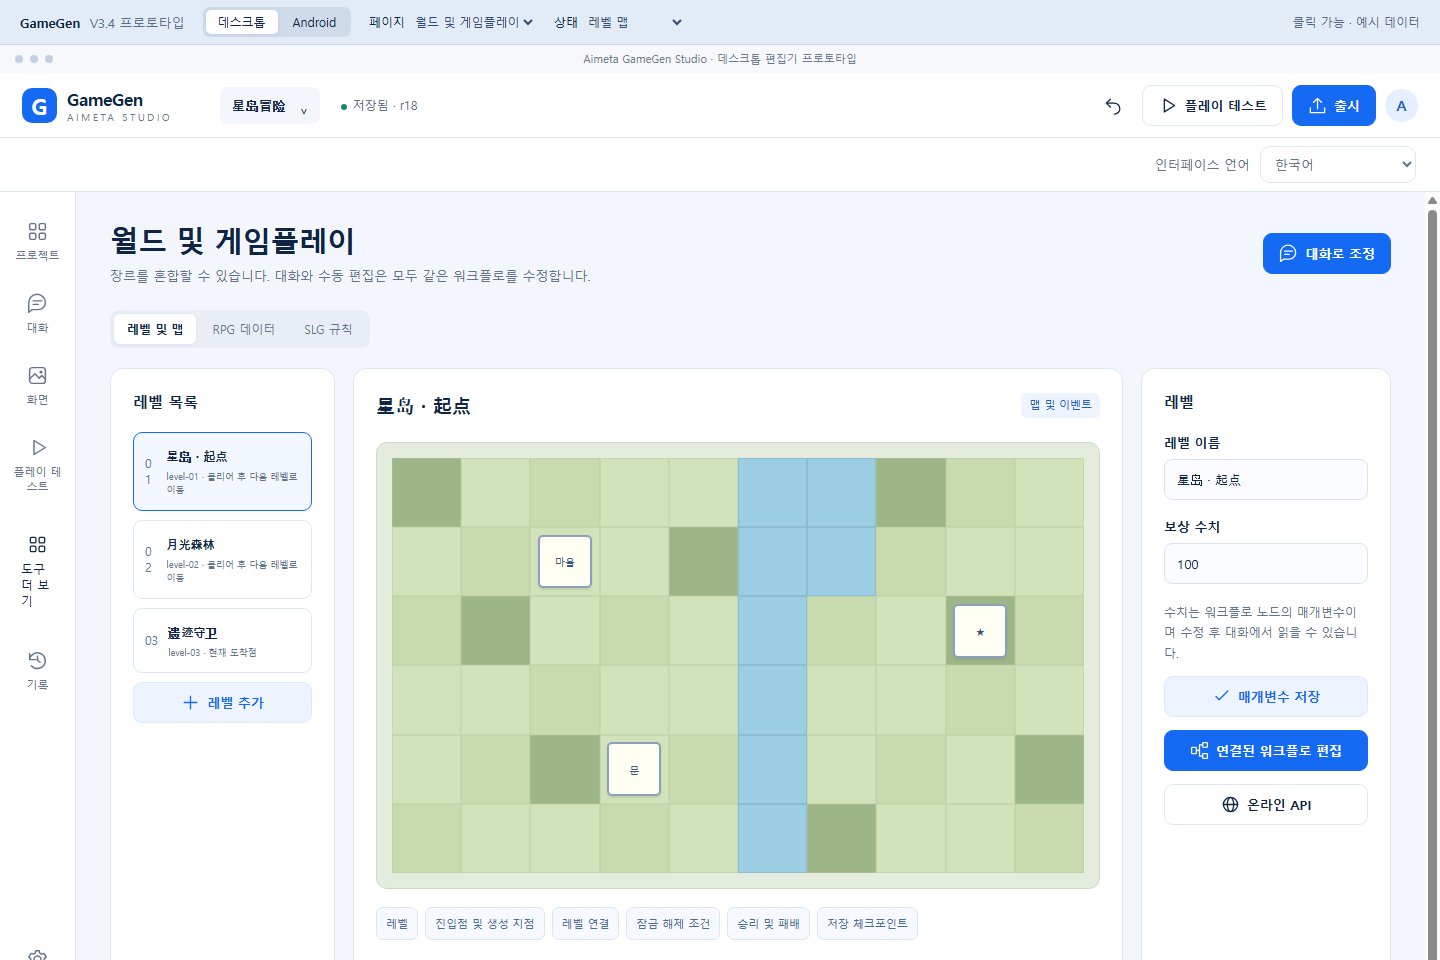 GameGen V3.4 프로토타입 데스크톱 Android 페이지 월드 및 게임플레이 상태 레벨 맵 클릭 가능 · 예시 데이터
Aimeta GameGen Studio · 데스크톱 편집기 프로토타입
G GameGen
AIMETA STUDIO
星岛冒险
저장됨 · r18
플레이 테스트
출시
A
인터페이스 언어 한국어
프로젝트
대화
화면
플레이 테
스트
도구
더 보
기
기록
월드 및 게임플레이
장르를 혼합할 수 있습니다. 대화와 수동 편집은 모두 같은 워크플로를 수정합니다.
대화로 조정
레벨 및 맵 RPG 데이터 SLG 규칙
레벨 목록
01
星岛 · 起点
level-01 · 클리어 후 다음 레벨로
이동
02
月光森林
level-02 · 클리어 후 다음 레벨로
이동
03
遗迹守卫
level-03 · 현재 도착점
레벨 추가
星岛 · 起点
맵 및 이벤트
마을
★
문
레벨 진입점 및 생성 지점 레벨 연결 잠금 해제 조건 승리 및 패배 저장 체크포인트
레벨
레벨 이름
星岛 · 起点
보상 수치
100
수치는 워크플로 노드의 매개변수이
며 수정 후 대화에서 읽을 수 있습니
다.
매개변수 저장
연결된 워크플로 편집
온라인 API